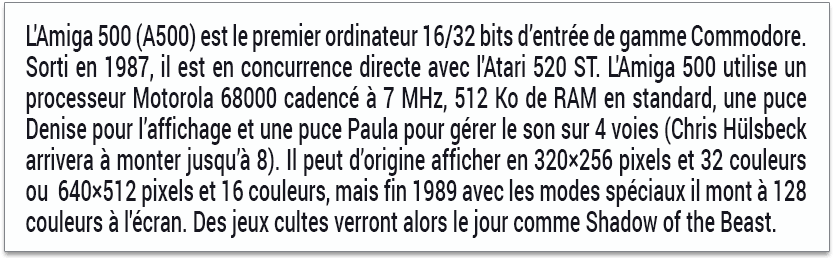 L'Amiga 500 (A500) est le premier ordinateur 16/32 bits d’entrée de gamme Commodore.
Sorti en 1987, il est en concurrence directe avec l'Atari 520 ST. L'Amiga 500 utilise un
processeur Motorola 68000 cadencé à 7 MHz, 512 Ko de RAM en standard, une puce
Denise pour l’affichage et une puce Paula pour gérer le son sur 4 voies (Chris Hülsbeck
arrivera à monter jusqu’à 8). Il peut d’origine afficher en 320×256 pixels et 32 couleurs
ou  640×512 pixels et 16 couleurs, mais fin 1989 avec les modes spéciaux il mont à 128
couleurs à l’écran. Des jeux cultes verront alors le jour comme Shadow of the Beast.